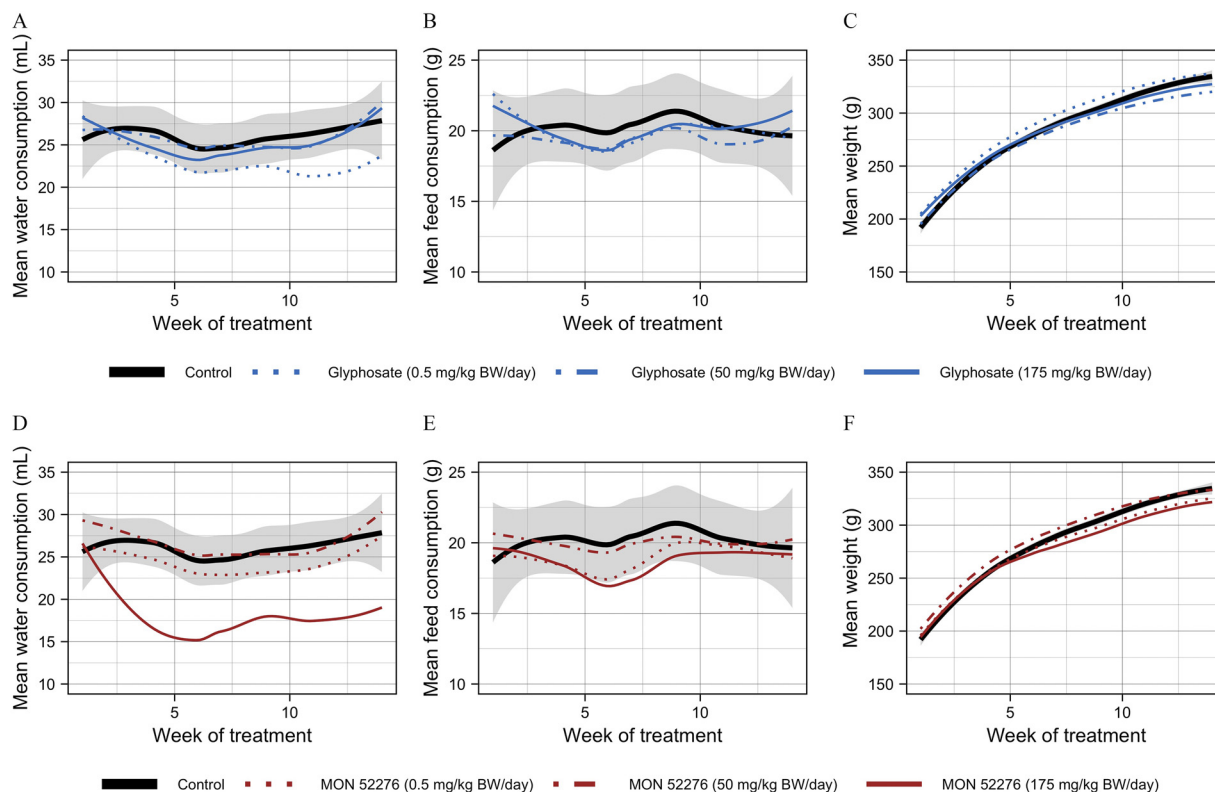 A
B
C
Mean water consumption (mL)
35
30
25
20
15
10
5
10
Week of treatment
Mean feed consumption (g)
25
20
15
10
5
10
Week of treatment
Mean weight (g)
350
300
250
200
150
5
10
Week of treatment
Control
Glyphosate (0.5 mg/kg BW/day)
Glyphosate (50 mg/kg BW/day)
Glyphosate (175 mg/kg BW/day)
D
E
F
Mean water consumption (mL)
35
30
25
20
15
10
5
10
Week of treatment
Mean feed consumption (g)
25
20
15
10
5
10
Week of treatment
Mean weight (g)
350
300
250
200
150
5
10
Week of treatment
Control
MON 52276 (0.5 mg/kg BW/day)
MON 52276 (50 mg/kg BW/day)
MON 52276 (175 mg/kg BW/day)